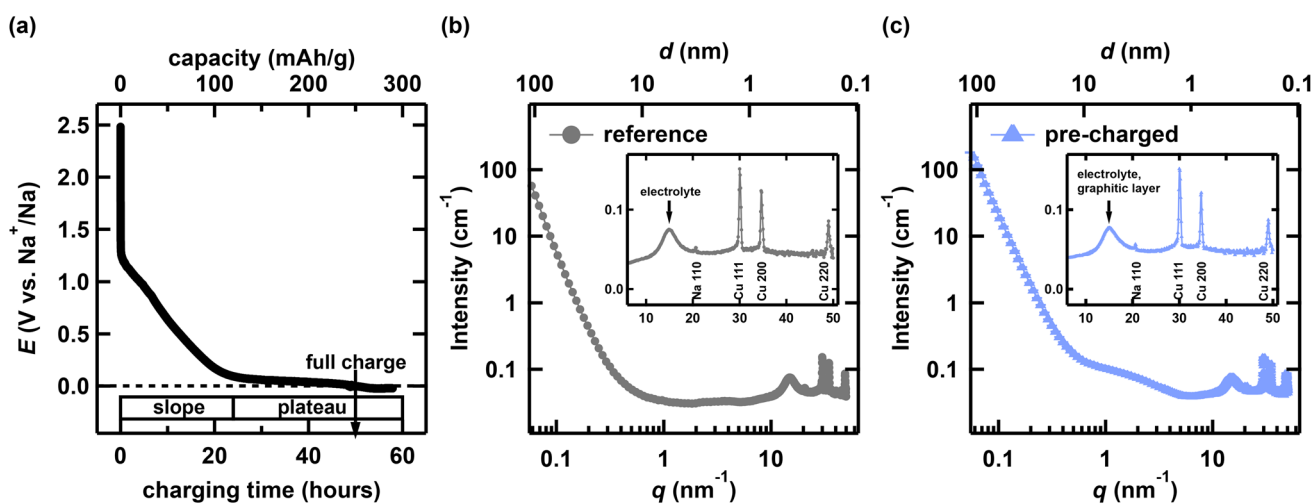 (a)
capacity (mAh/g)
0 100 200 300
E (V vs. Na⁺/Na)
2.5
2.0
1.5
1.0
0.5
0.0
full charge
slope plateau
0 20 40 60
charging time (hours)
(b)
d (nm)
100 10 1 0.1
Intensity (cm⁻¹)
100
10
1
0.1
reference
electrolyte
0.1
0.0
Na 110
Cu 111
Cu 200
Cu 220
10 20 30 40 50
0.1 1 10
q (nm⁻¹)
(c)
d (nm)
100 10 1 0.1
Intensity (cm⁻¹)
100
10
1
0.1
pre-charged
electrolyte,
graphitic layer
0.1
0.0
Na 110
Cu 111
Cu 200
Cu 220
10 20 30 40 50
0.1 1 10
q (nm⁻¹)